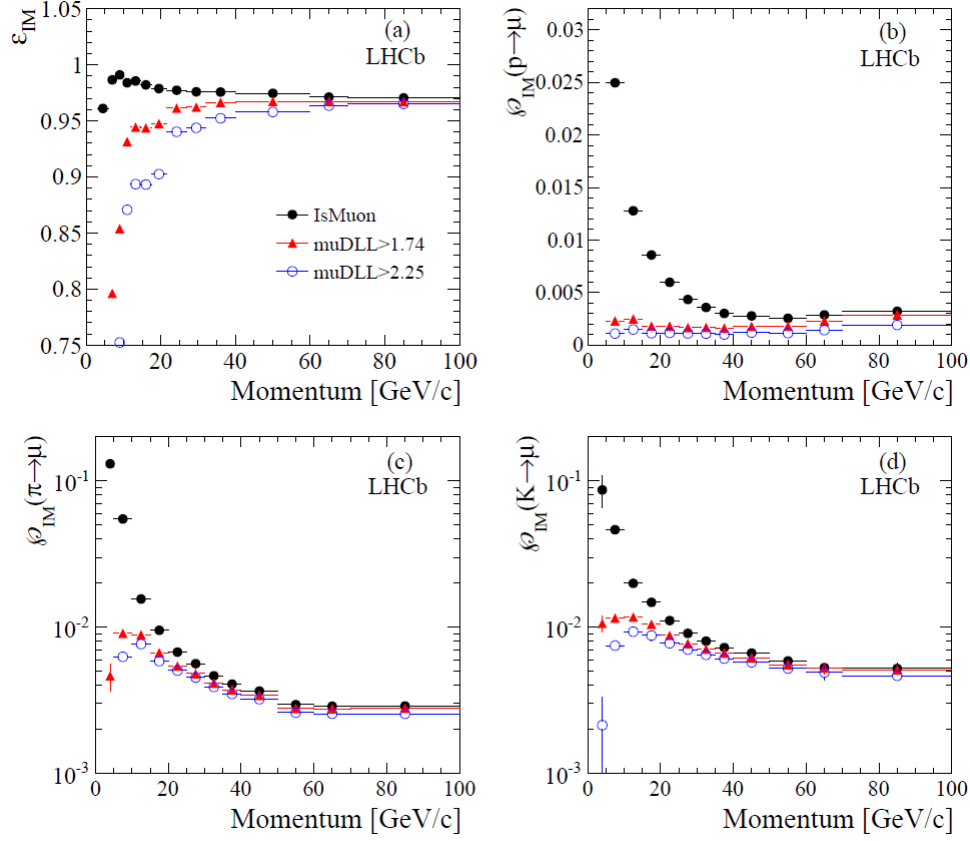 ε_IM
1.05
1
0.95
0.9
0.85
0.8
0.75
(a)
LHCb
IsMuon
muDLL>1.74
muDLL>2.25
0 20 40 60 80 100
Momentum [GeV/c]
℘_IM(p→μ)
0.03
0.025
0.02
0.015
0.01
0.005
0
(b)
LHCb
0 20 40 60 80 100
Momentum [GeV/c]
℘_IM(π→μ)
10⁻¹
10⁻²
10⁻³
(c)
LHCb
0 20 40 60 80 100
Momentum [GeV/c]
℘_IM(K→μ)
10⁻¹
10⁻²
10⁻³
(d)
LHCb
0 20 40 60 80 100
Momentum [GeV/c]